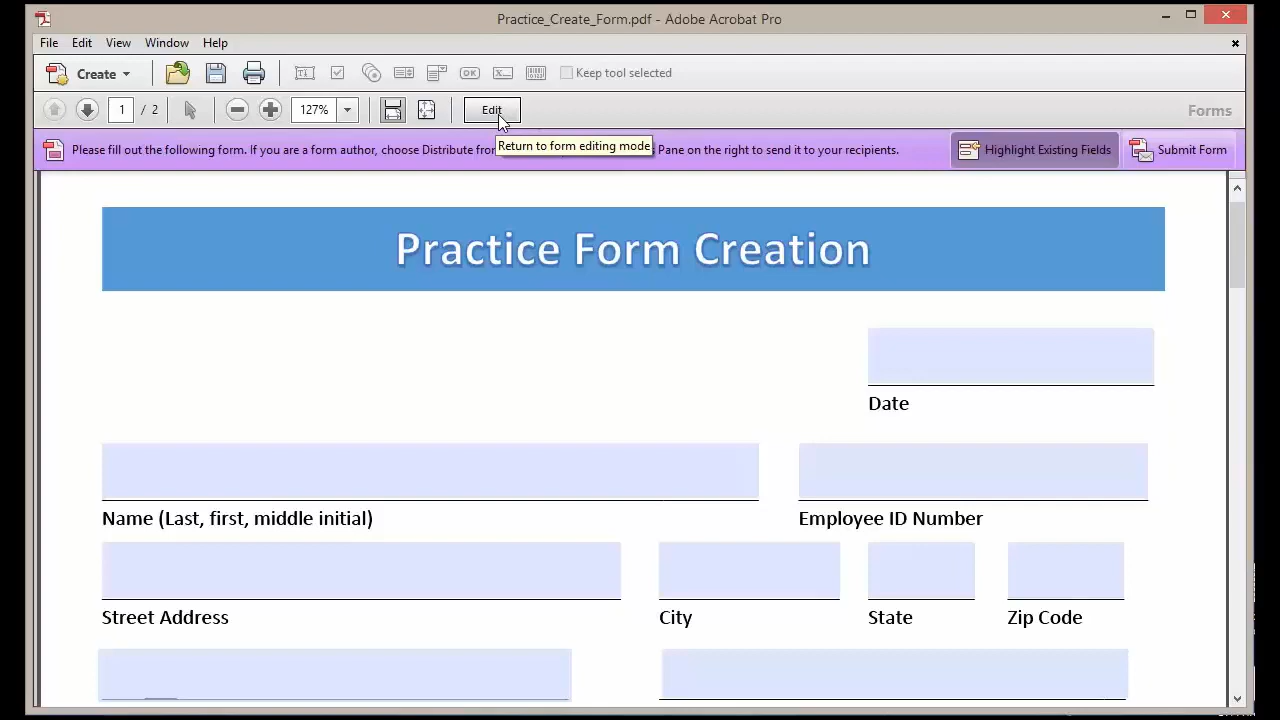 Practice_Create_Form.pdf - Adobe Acrobat Pro
File Edit View Window Help
Create Keep tool selected
1 / 2 127% Edit Forms
Return to form editing mode
Please fill out the following form. If you are a form author, choose Distribute fro Pane on the right to send it to your recipients. Highlight Existing Fields Submit Form
Practice Form Creation
Date
Name (Last, first, middle initial) Employee ID Number
Street Address City State Zip Code